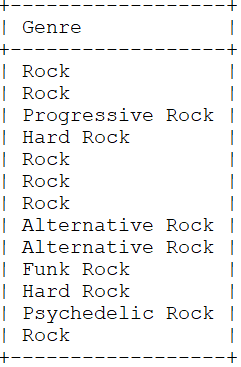 Genre
Rock
Rock
Progressive Rock
Hard Rock
Rock
Rock
Rock
Alternative Rock
Alternative Rock
Funk Rock
Hard Rock
Psychedelic Rock
Rock